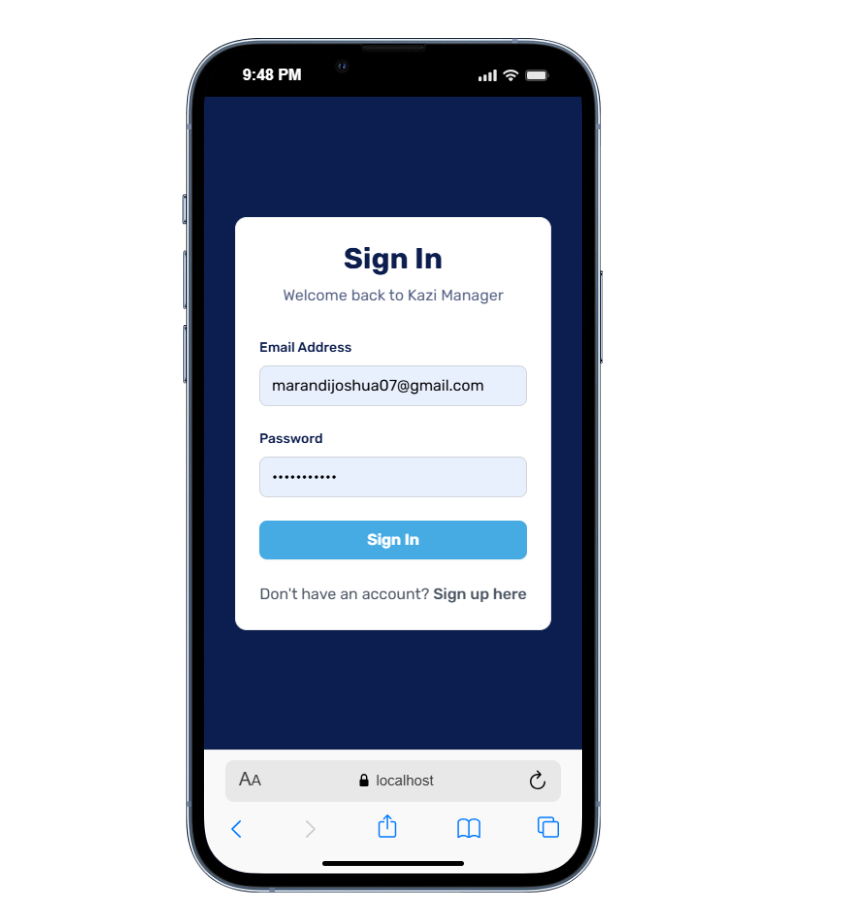 9:48 PM
Sign In
Welcome back to Kazi Manager
Email Address
marandijoshua07@gmail.com
Password
•••••••••••
Sign In
Don't have an account? Sign up here
AA
localhost